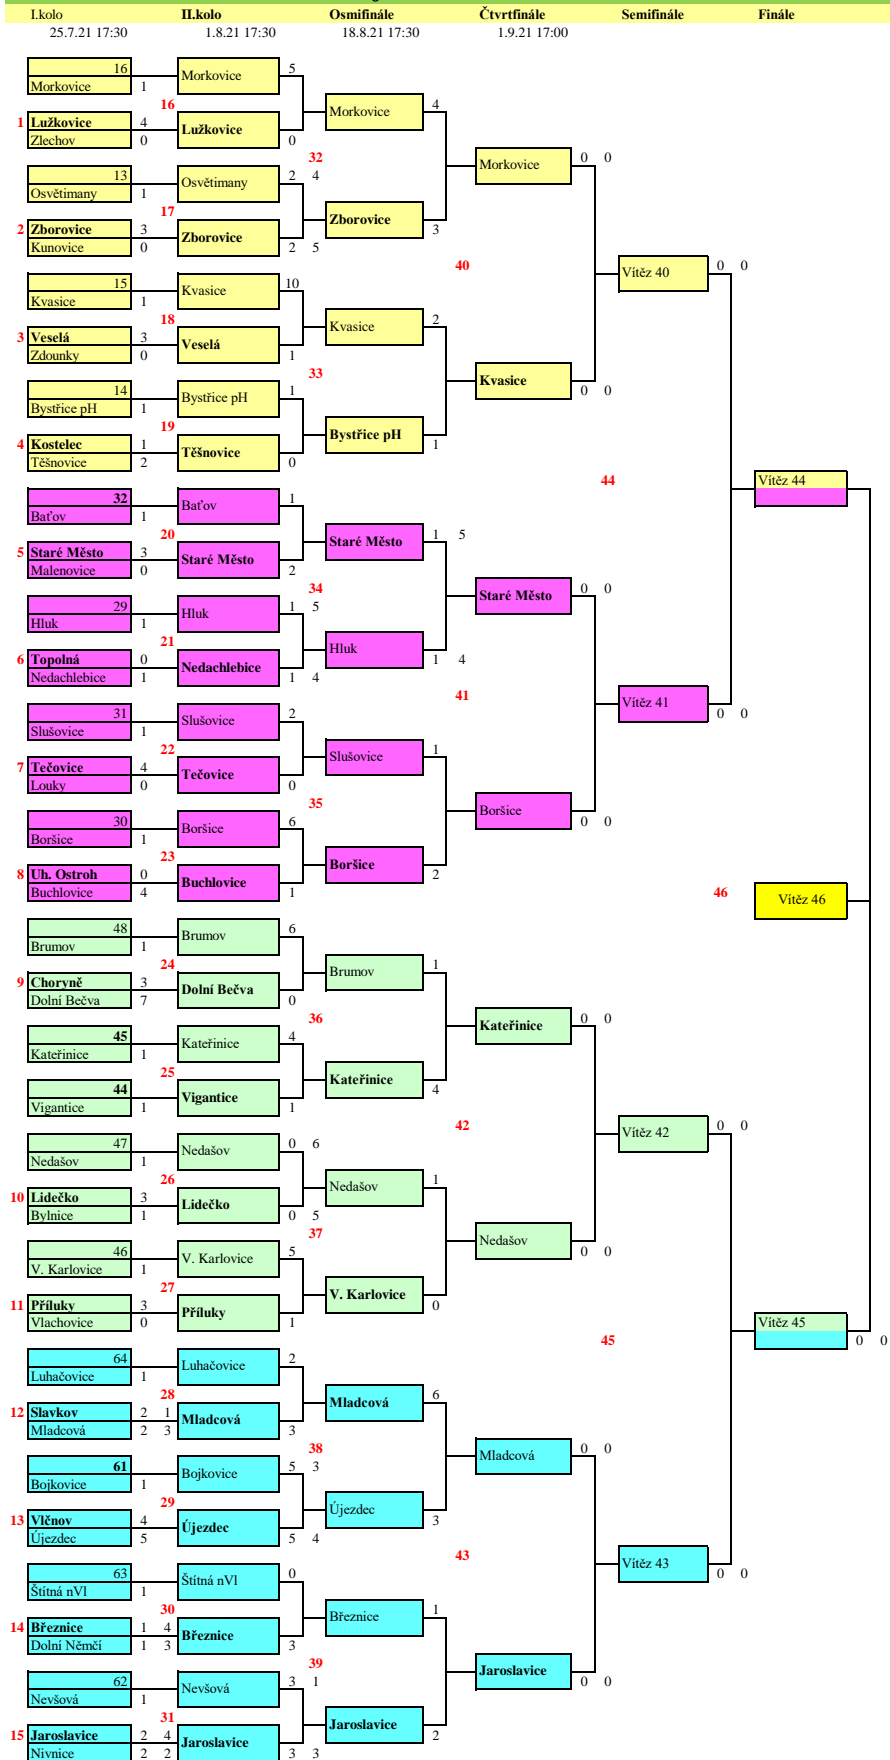 I.kolo II.kolo Osmifinále Čtvrtfinále Semifinále Finále
25.7.21 17:30 1.8.21 17:30 18.8.21 17:30 1.9.21 17:00
16 Morkovice 5
Morkovice 1
16 Morkovice 4
1 Lužkovice 4 Lužkovice
Zlechov 0 0
32 Morkovice 0 0
13 Osvětimany 2 4
Osvětimany 1
17 Zborovice
2 Zborovice 3 Zborovice 3
Kunovice 0 2 5
40 Vítěz 40 0 0
15 Kvasice 10
Kvasice 1
18 Kvasice 2
3 Veselá 3 Veselá
Zdounky 0 1
33 Kvasice
14 Bystřice pH 1 0 0
Bystřice pH 1
19 Bystřice pH
4 Kostelec 1 Těšnovice 1
Těšnovice 2 0
44 Vítěz 44
32 Baťov 1
Baťov 1
20 Staré Město 1 5
5 Staré Město 3 Staré Město
Malenovice 0 2
34 Staré Město 0 0
29 Hluk 1 5
Hluk 1
21 Hluk
6 Topolná 0 Nedachlebice 1 4
Nedachlebice 1 1 4
41 Vítěz 41
31 Slušovice 2 0 0
Slušovice 1
22 Slušovice 1
7 Tečovice 4 Tečovice
Louky 0 0
35 Boršice
30 Boršice 6 0 0
Boršice 1
23 Boršice
8 Uh. Ostroh 0 Buchlovice 2
Buchlovice 4 1
46 Vítěz 46
48 Brumov 6
Brumov 1
24 Brumov 1
9 Choryně 3 Dolní Bečva
Dolní Bečva 7 0
36 Kateřinice 0 0
45 Kateřinice 4
Kateřinice 1
25 Kateřinice
44 Vigantice 4
Vigantice 1 1
42 Vítěz 42 0 0
47 Nedašov 0 6
Nedašov 1
26 Nedašov 1
10 Lidečko 3 Lidečko
Bylnice 1 0 5
37 Nedašov
46 V. Karlovice 5 0 0
V. Karlovice 1
27 V. Karlovice
11 Příluky 3 Příluky 0
Vlachovice 0 1
45 Vítěz 45 0 0
64 Luhačovice 2
Luhačovice 1
28 Mladcová 6
12 Slavkov 2 1 Mladcová
Mladcová 2 3 3
38 Mladcová 0 0
61 Bojkovice 5 3
Bojkovice 1
29 Újezdec
13 Vlčnov 4 Újezdec 3
Újezdec 5 5 4
43 Vítěz 43
63 Štítná nVl 0 0 0
Štítná nVl 1
30 Březnice 1
14 Březnice 1 4 Březnice
Dolní Němčí 1 3 3
39 Jaroslavice
62 Nevšová 3 1 0 0
Nevšová 1
31 Jaroslavice
15 Jaroslavice 2 4 Jaroslavice 2
Nivnice 2 2 3 3